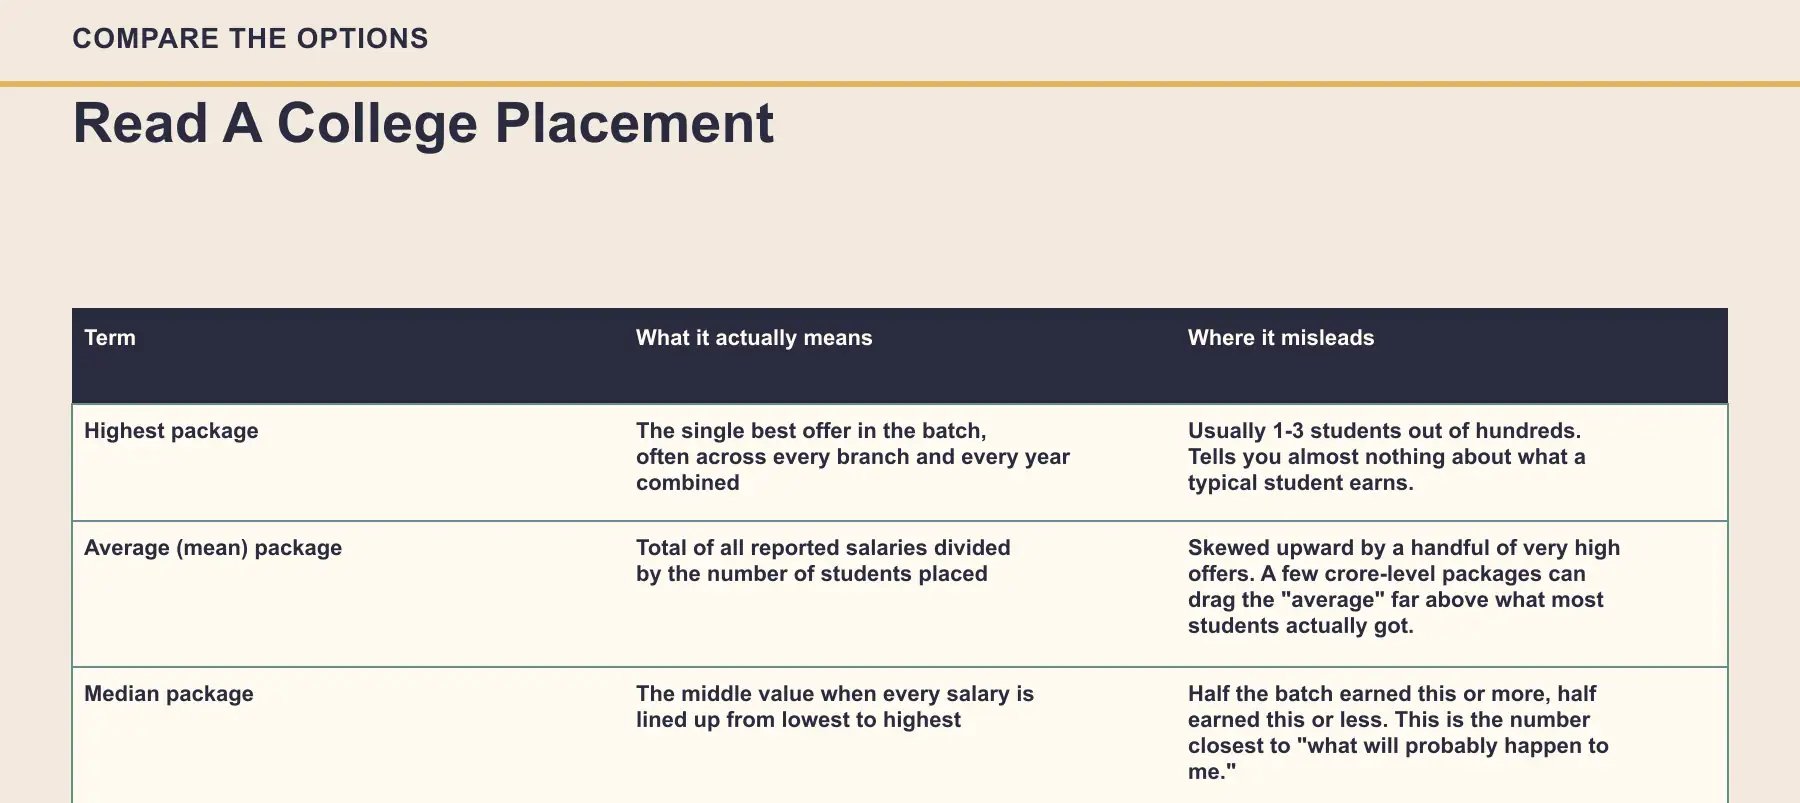 COMPARE THE OPTIONS
Read A College Placement
Term
What it actually means
Where it misleads
Highest package
The single best offer in the batch,
often across every branch and every year
combined
Usually 1-3 students out of hundreds.
Tells you almost nothing about what a
typical student earns.
Average (mean) package
Total of all reported salaries divided
by the number of students placed
Skewed upward by a handful of very high
offers. A few crore-level packages can
drag the "average" far above what most
students actually got.
Median package
The middle value when every salary is
lined up from lowest to highest
Half the batch earned this or more, half
earned this or less. This is the number
closest to "what will probably happen to
me."